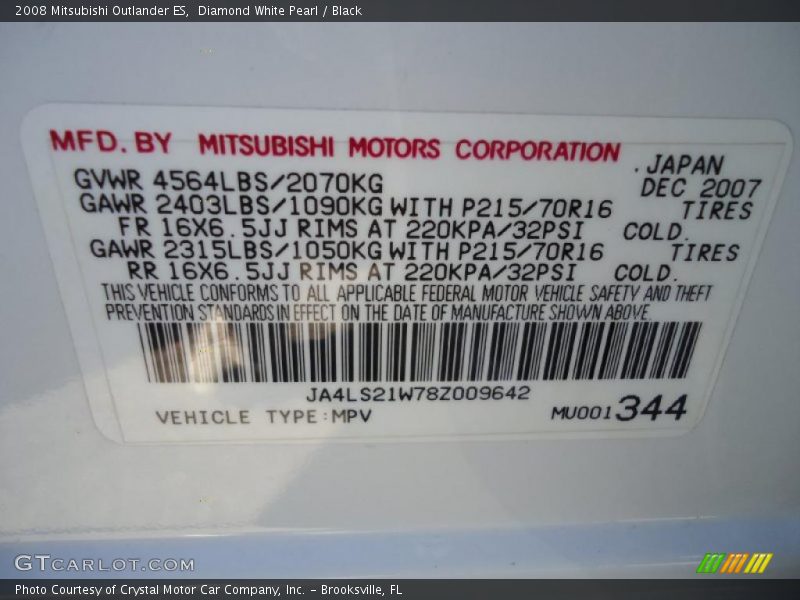 2008 Mitsubishi Outlander ES,  Diamond White Pearl / Black
MFD. BY MITSUBISHI MOTORS CORPORATION
. JAPAN
GVWR 4564LBS/2070KG DEC 2007
GAWR 2403LBS/1090KG WITH P215/70R16 TIRES
FR 16X6.5JJ RIMS AT 220KPA/32PSI COLD.
GAWR 2315LBS/1050KG WITH P215/70R16 TIRES
RR 16X6.5JJ RIMS AT 220KPA/32PSI COLD.
THIS VEHICLE CONFORMS TO ALL APPLICABLE FEDERAL MOTOR VEHICLE SAFETY AND THEFT
PREVENTION STANDARDS IN EFFECT ON THE DATE OF MANUFACTURE SHOWN ABOVE.
JA4LS21W78Z009642
VEHICLE TYPE:MPV MU001344
GTCARLOT.COM
Photo Courtesy of Crystal Motor Car Company, Inc. – Brooksville, FL